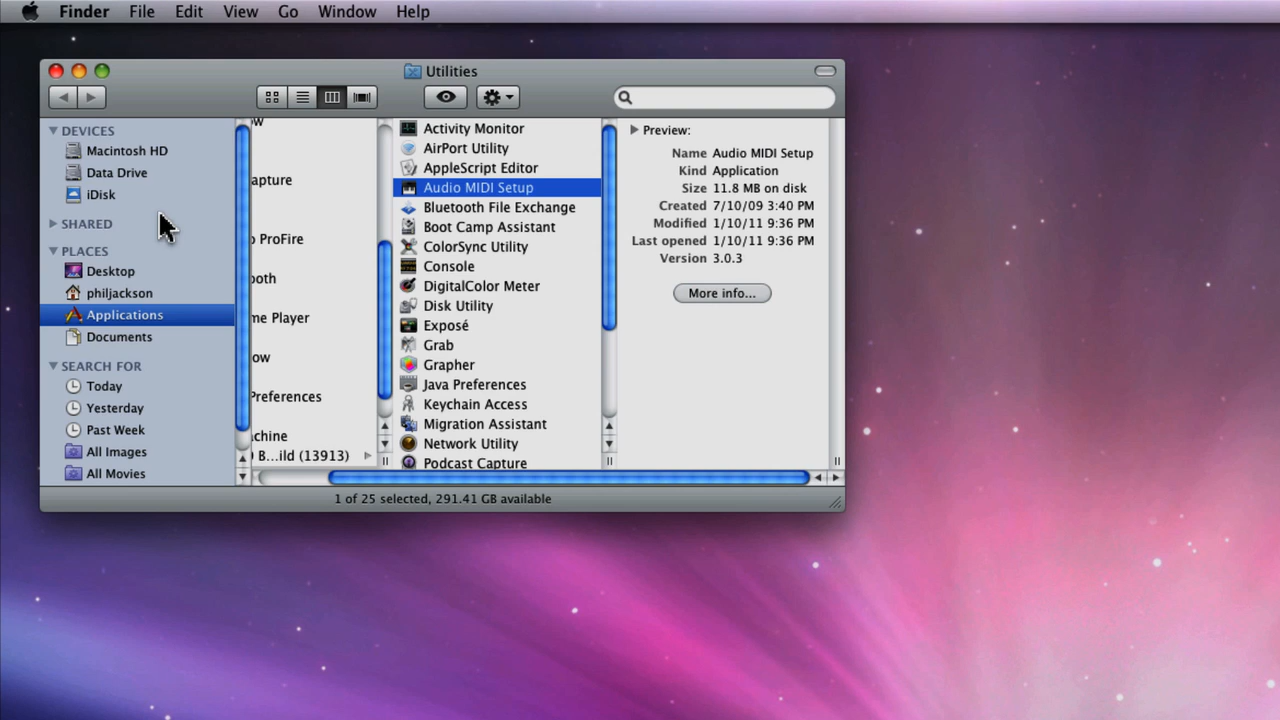 Finder File Edit View Go Window Help
Utilities
DEVICES
Macintosh HD
Data Drive
iDisk
SHARED
PLACES
Desktop
philjackson
Applications
Documents
SEARCH FOR
Today
Yesterday
Past Week
All Images
All Movies
apture
ProFire
ooth
me Player
ow
Preferences
achine
B...ild (13913)
Activity Monitor
AirPort Utility
AppleScript Editor
Audio MIDI Setup
Bluetooth File Exchange
Boot Camp Assistant
ColorSync Utility
Console
DigitalColor Meter
Disk Utility
Exposé
Grab
Grapher
Java Preferences
Keychain Access
Migration Assistant
Network Utility
Podcast Capture
Preview:
Name Audio MIDI Setup
Kind Application
Size 11.8 MB on disk
Created 7/10/09 3:40 PM
Modified 1/10/11 9:36 PM
Last opened 1/10/11 9:36 PM
Version 3.0.3
More info...
1 of 25 selected, 291.41 GB available